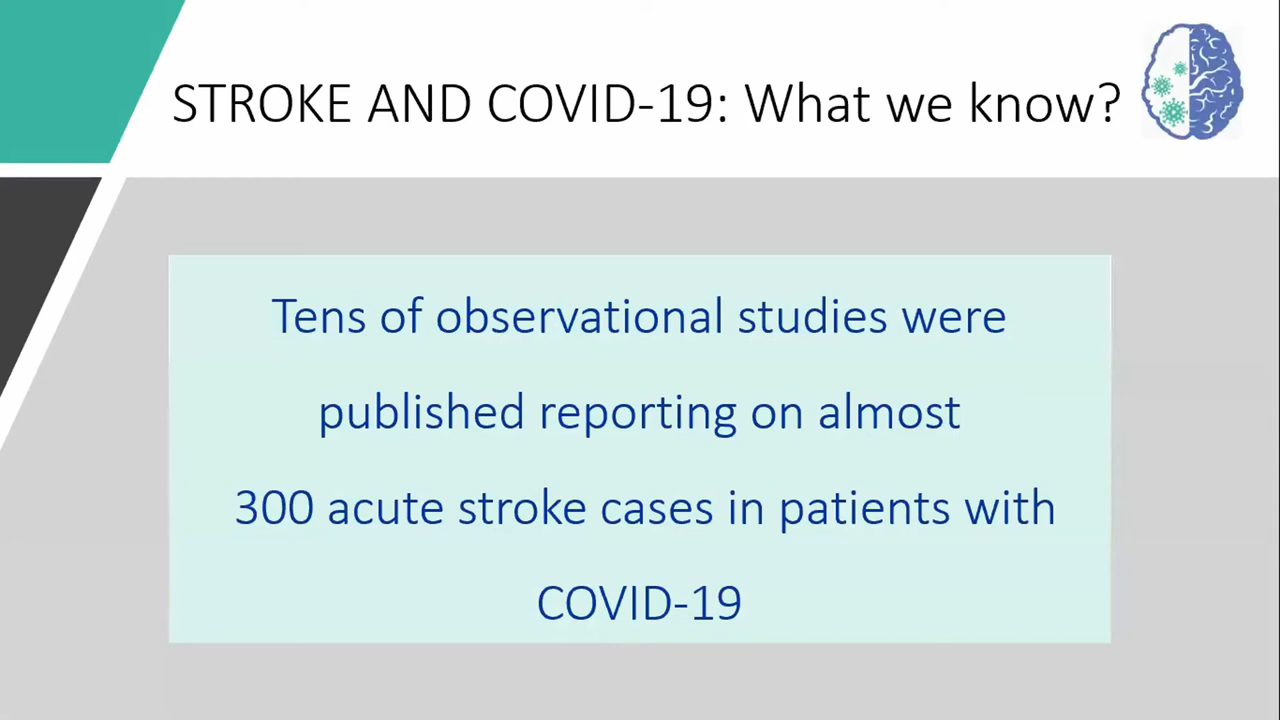 STROKE AND COVID-19: What we know?
Tens of observational studies were
published reporting on almost
300 acute stroke cases in patients with
COVID-19